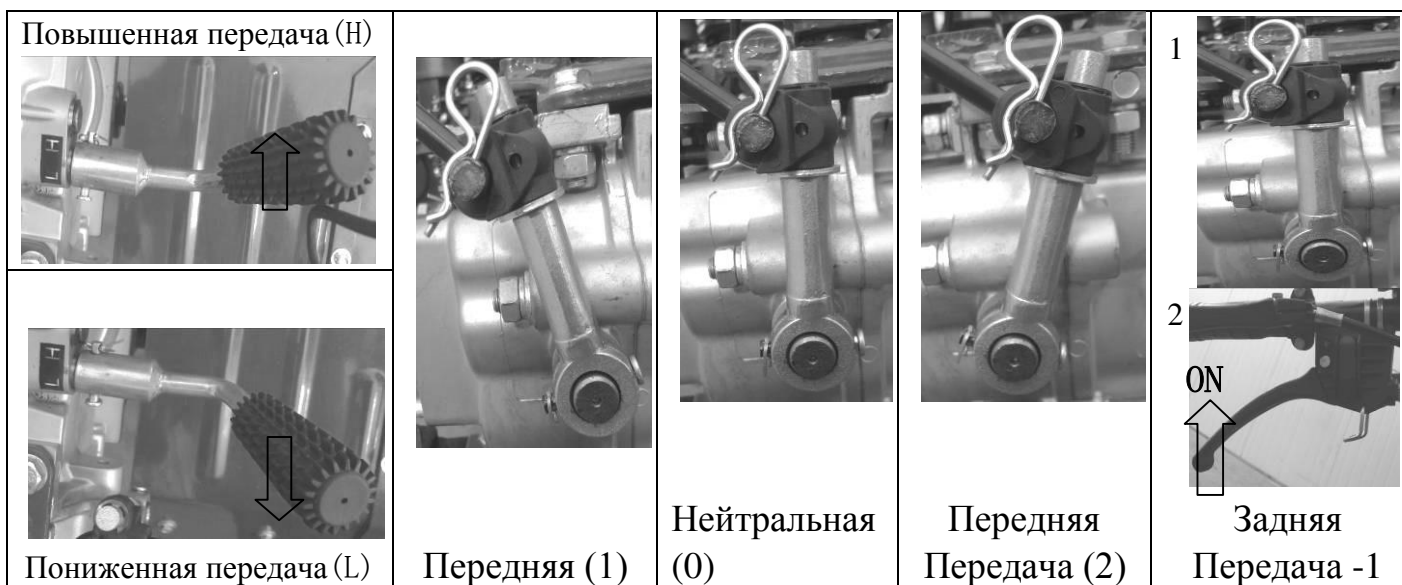 Повышенная передача(H)
H
L
H
L
Пониженная передача(L)
Передняя (1)
Нейтральная
(0)
Передняя
Передача (2)
1
2
ON
Задняя
Передача -1